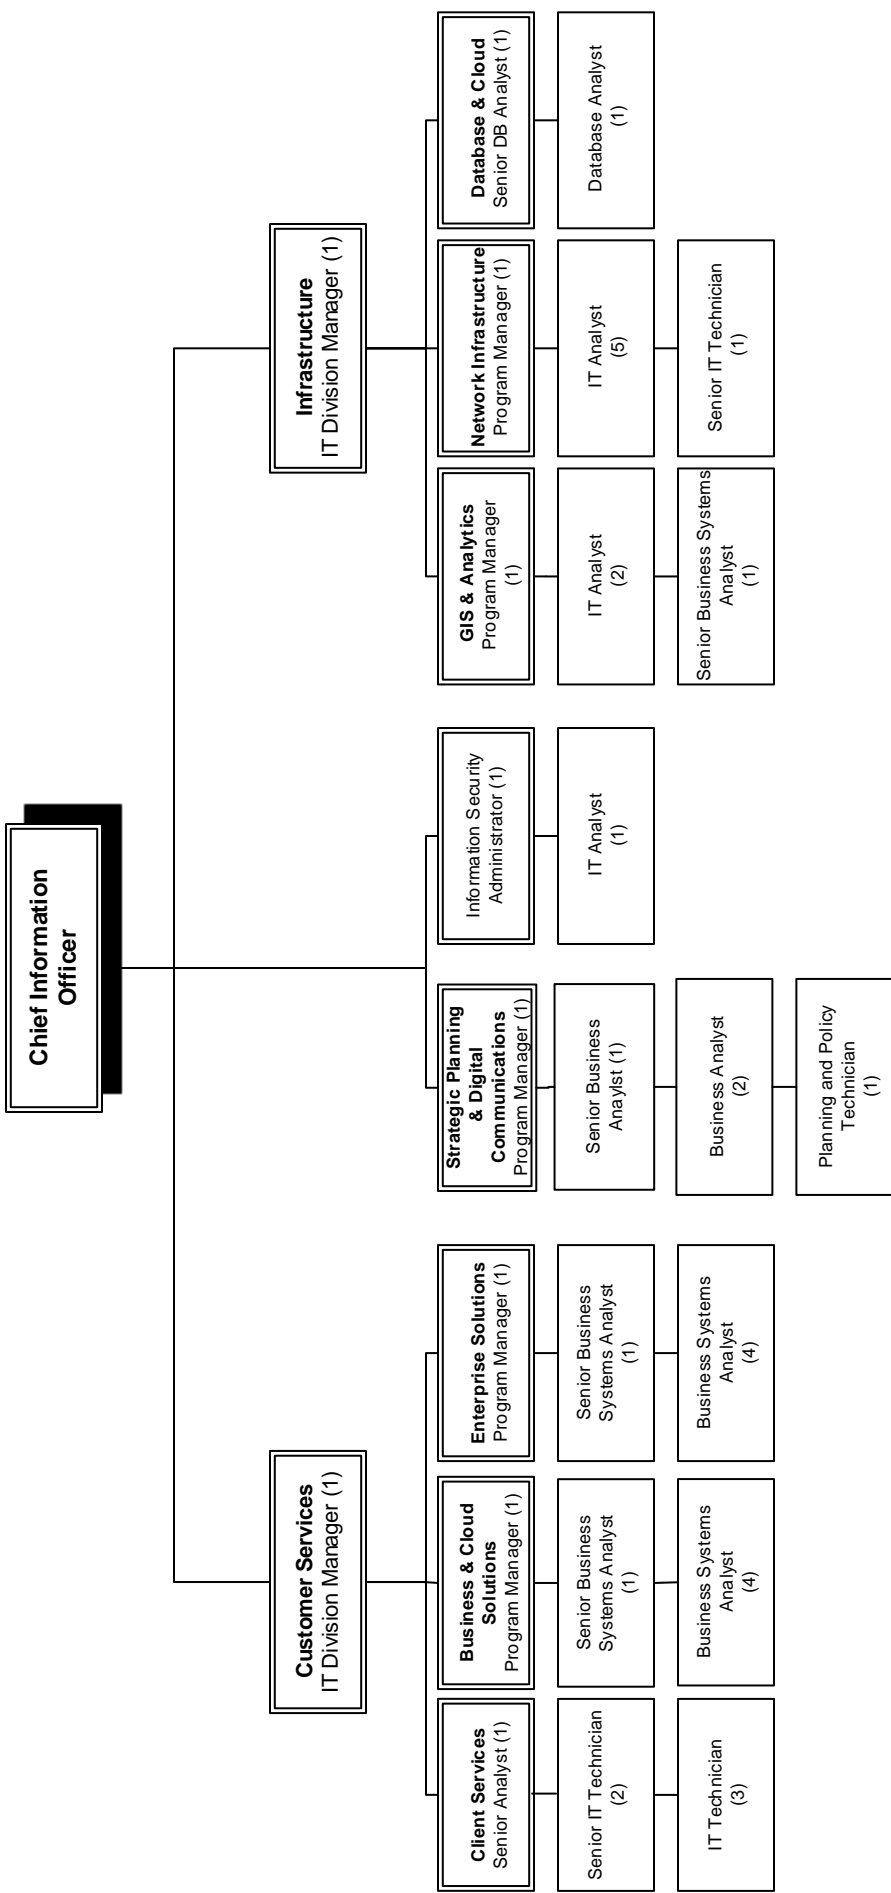 Chief Information
Officer
Customer Services
IT Division Manager (1)
Infrastructure
IT Division Manager (1)
Client Services
Senior Analyst (1)
Senior IT Technician
(2)
IT Technician
(3)
Business & Cloud
Solutions
Program Manager (1)
Senior Business
Systems Analyst
(1)
Business Systems
Analyst
(4)
Enterprise Solutions
Program Manager (1)
Senior Business
Systems Analyst
(1)
Business Systems
Analyst
(4)
Strategic Planning
& Digital
Communications
Program Manager (1)
Senior Business
Anaylst (1)
Business Analyst
(2)
Planning and Policy
Technician
(1)
Information Security
Administrator (1)
IT Analyst
(1)
GIS & Analytics
Program Manager
(1)
IT Analyst
(2)
Senior Business Systems
Analyst
(1)
Network Infrastructure
Program Manager (1)
IT Analyst
(5)
Senior IT Technician
(1)
Database & Cloud
Senior DB Analyst (1)
Database Analyst
(1)